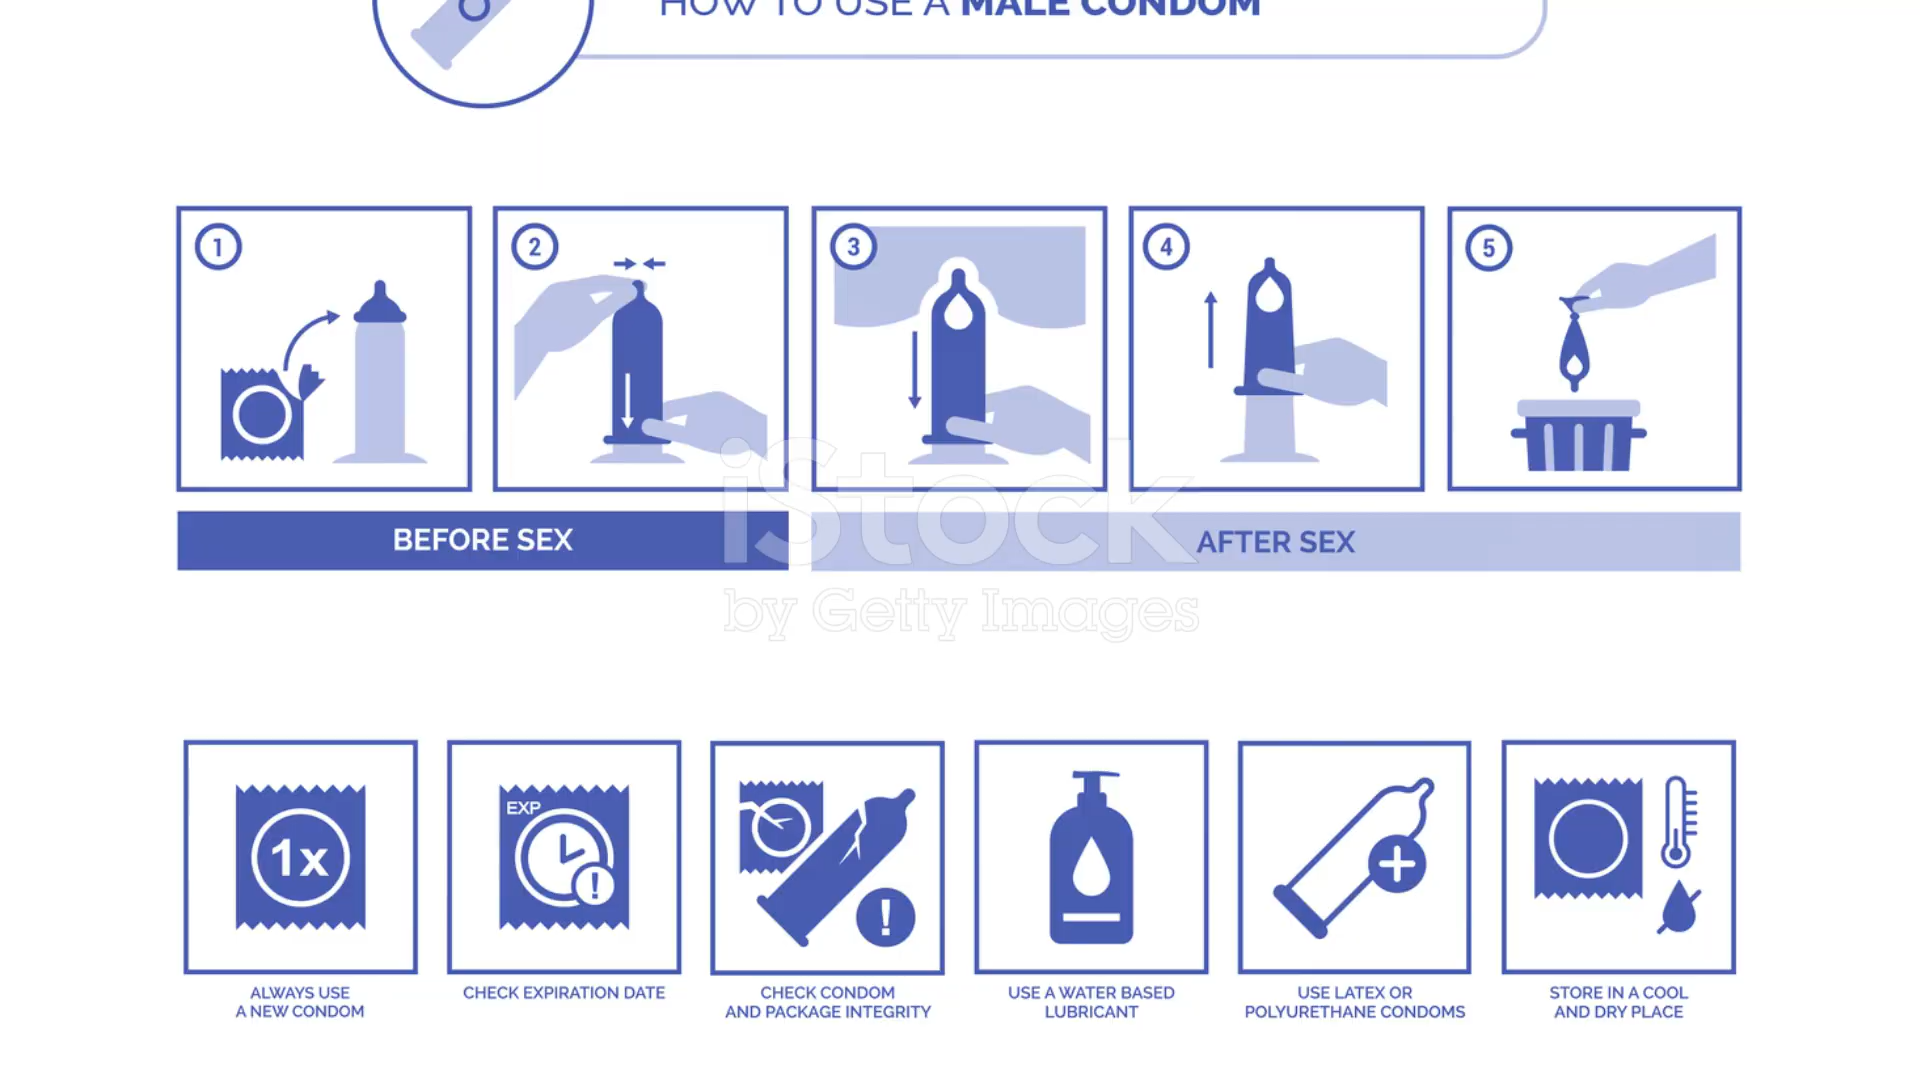 HOW TO USE A MALE CONDOM
1
2
3
4
5
BEFORE SEX
AFTER SEX
iStock
by Getty Images
1x
EXP
!
!
ALWAYS USE
A NEW CONDOM
CHECK EXPIRATION DATE
CHECK CONDOM
AND PACKAGE INTEGRITY
USE A WATER BASED
LUBRICANT
USE LATEX OR
POLYURETHANE CONDOMS
STORE IN A COOL
AND DRY PLACE